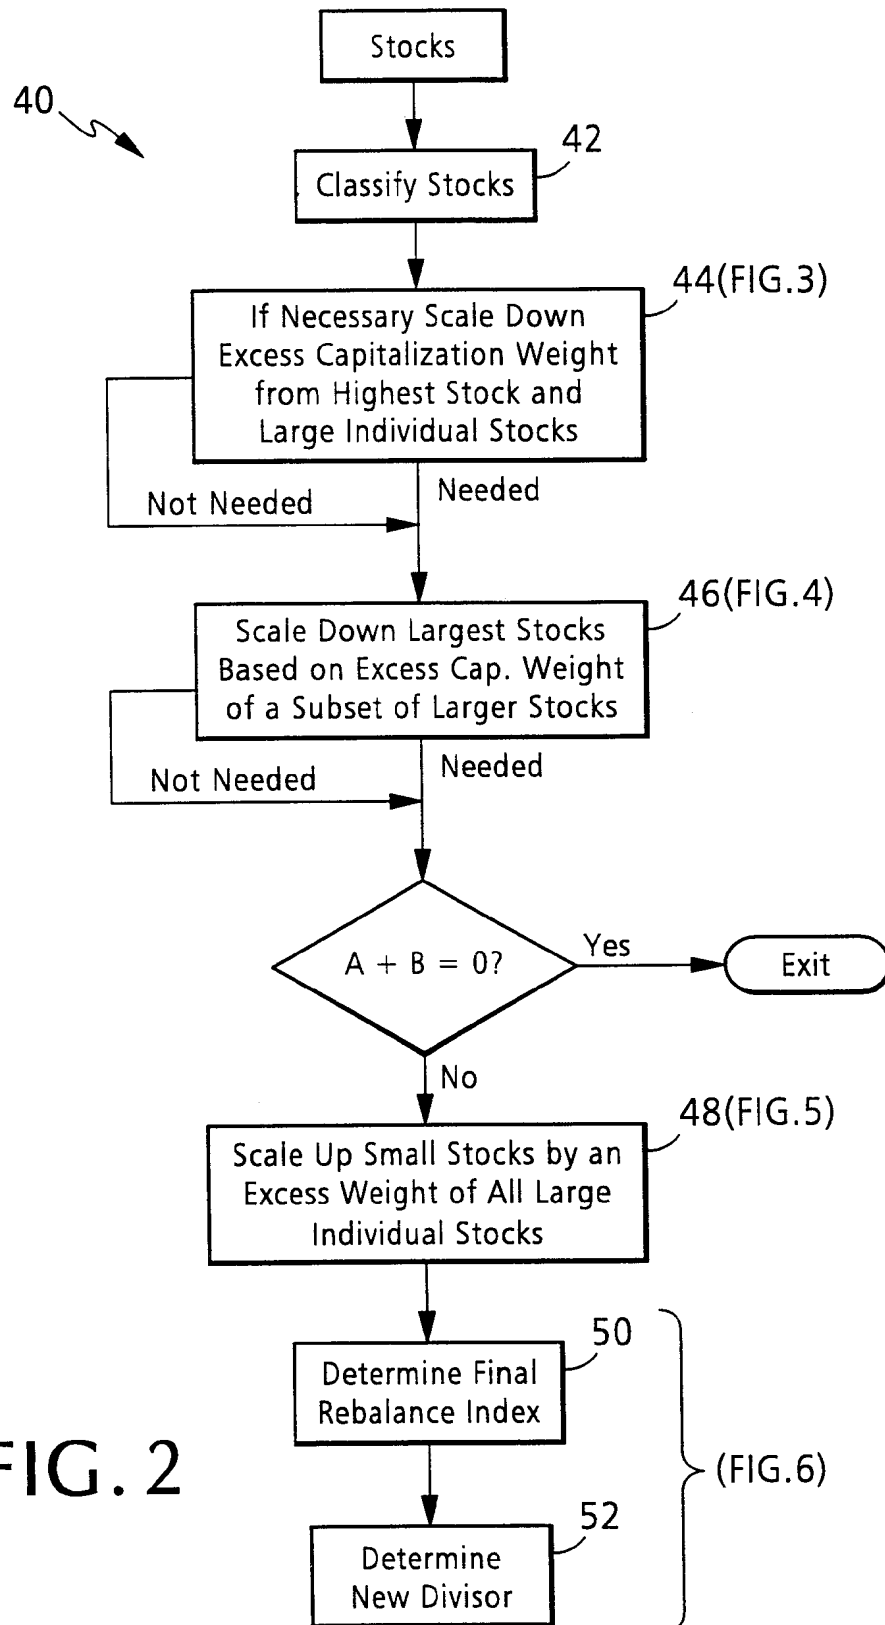 Stocks
40
42
Classify Stocks
44(FIG.3)
If Necessary Scale Down
Excess Capitalization Weight
from Highest Stock and
Large Individual Stocks
Not Needed
Needed
46(FIG.4)
Scale Down Largest Stocks
Based on Excess Cap. Weight
of a Subset of Larger Stocks
Not Needed
Needed
A + B = 0?
Yes
Exit
No
48(FIG.5)
Scale Up Small Stocks by an
Excess Weight of All Large
Individual Stocks
50
Determine Final
Rebalance Index
(FIG.6)
FIG. 2
52
Determine
New Divisor